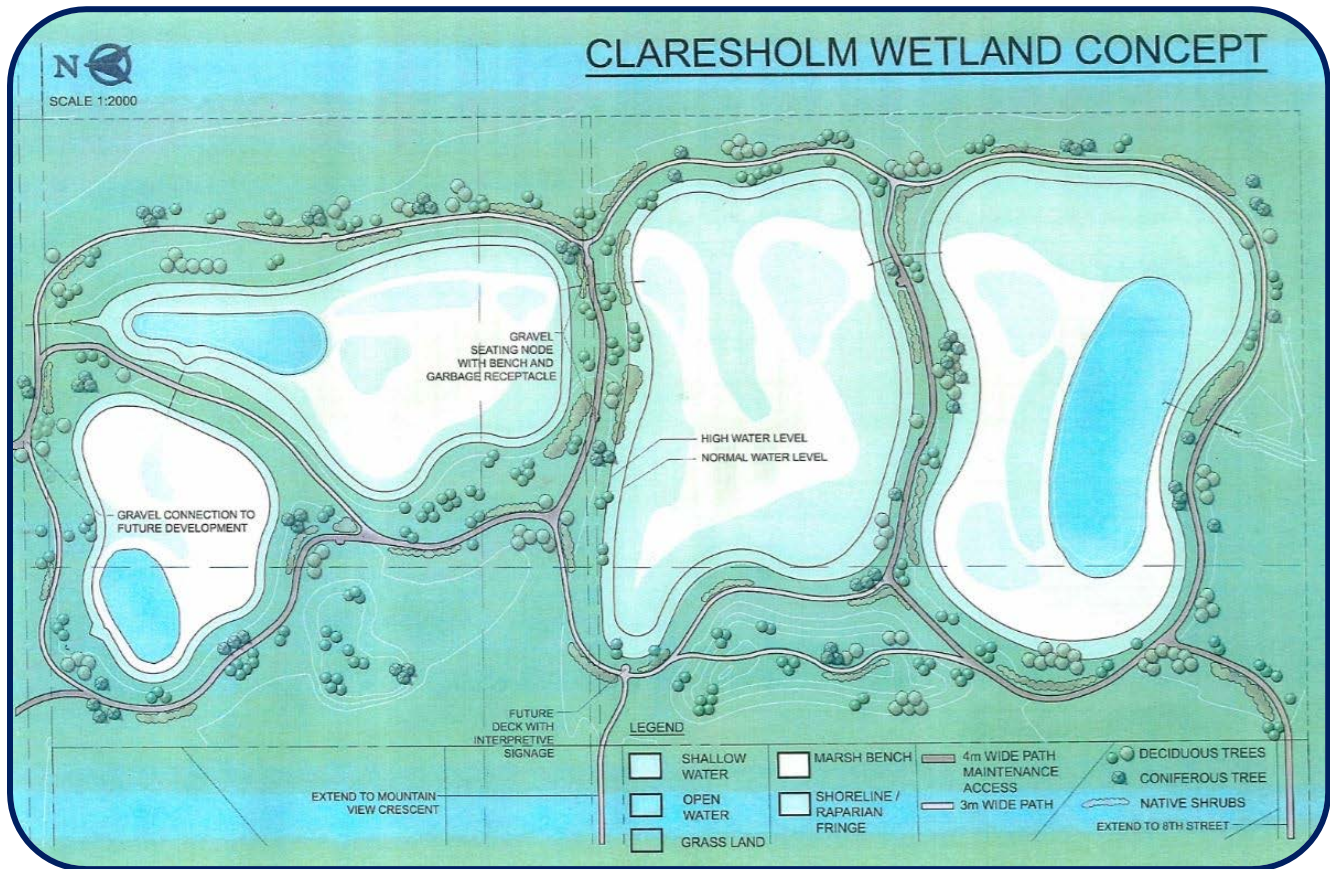 CLARESHOLM WETLAND CONCEPT
N
SCALE 1:2000
GRAVEL
SEATING NODE
WITH BENCH AND
GARBAGE RECEPTACLE
HIGH WATER LEVEL
NORMAL WATER LEVEL
GRAVEL CONNECTION TO
FUTURE DEVELOPMENT
FUTURE
DECK WITH
INTERPRETIVE
SIGNAGE
EXTEND TO MOUNTAIN
VIEW CRESCENT
LEGEND
SHALLOW
WATER
OPEN
WATER
GRASS LAND
MARSH BENCH
SHORELINE /
RAPARIAN
FRINGE
4m WIDE PATH
MAINTENANCE
ACCESS
3m WIDE PATH
DECIDUOUS TREES
CONIFEROUS TREE
NATIVE SHRUBS
EXTEND TO 8TH STREET